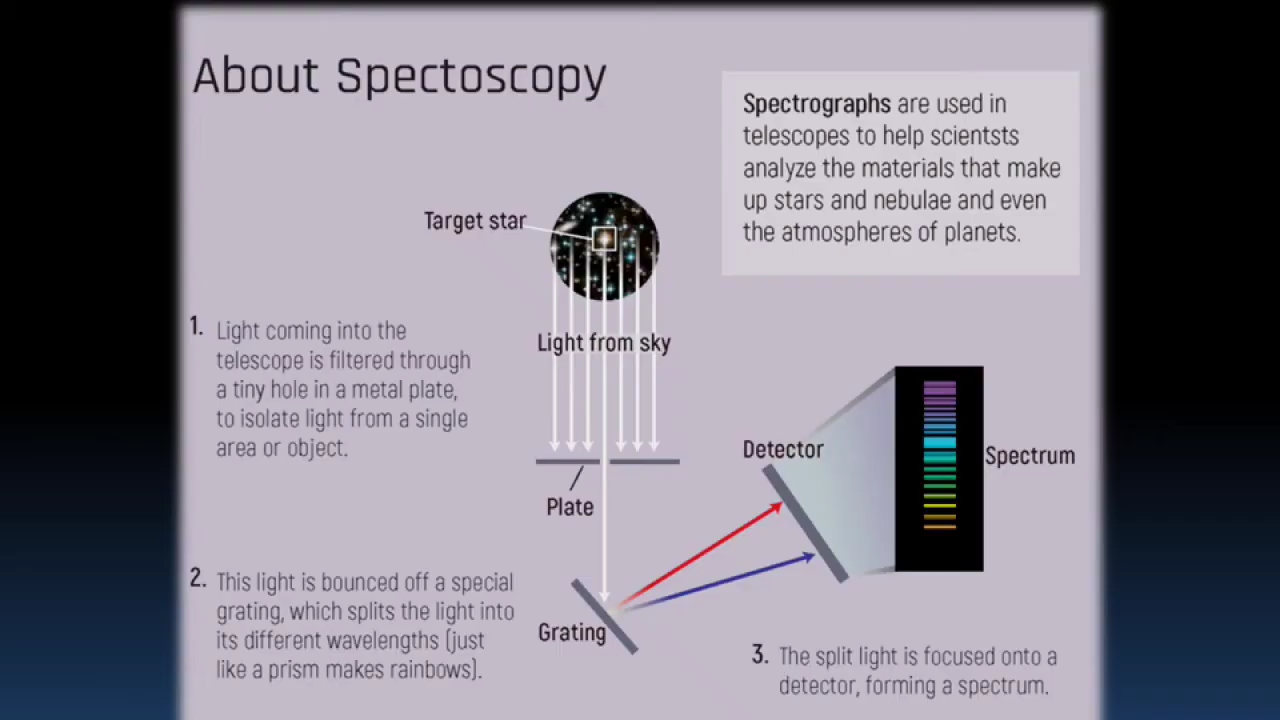 About Spectoscopy
Spectrographs are used in
telescopes to help scientsts
analyze the materials that make
up stars and nebulae and even
the atmospheres of planets.
Target star
Light from sky
1. Light coming into the
telescope is filtered through
a tiny hole in a metal plate,
to isolate light from a single
area or object.
Plate
Detector
Spectrum
2. This light is bounced off a special
grating, which splits the light into
its different wavelengths (just
like a prism makes rainbows).
Grating
3. The split light is focused onto a
detector, forming a spectrum.